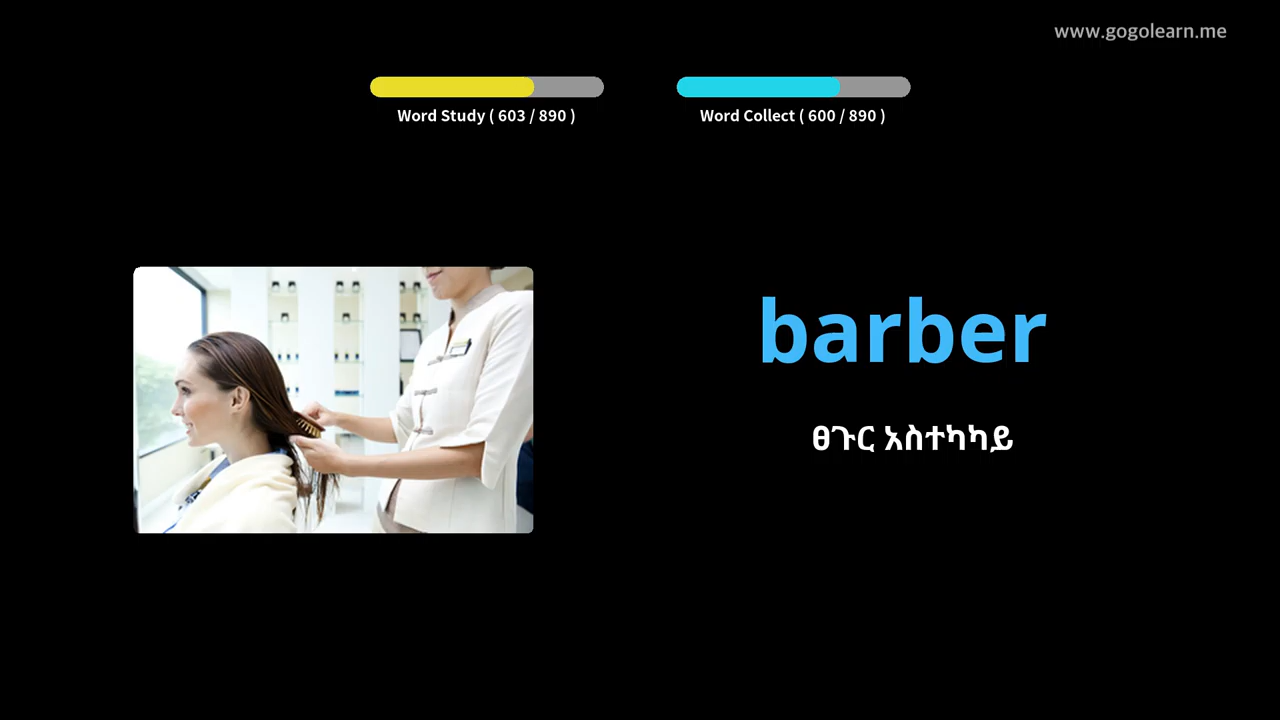 www.gogolearn.me
Word Study ( 603 / 890 )
Word Collect ( 600 / 890 )
barber
ፀጉር አስተካካይ